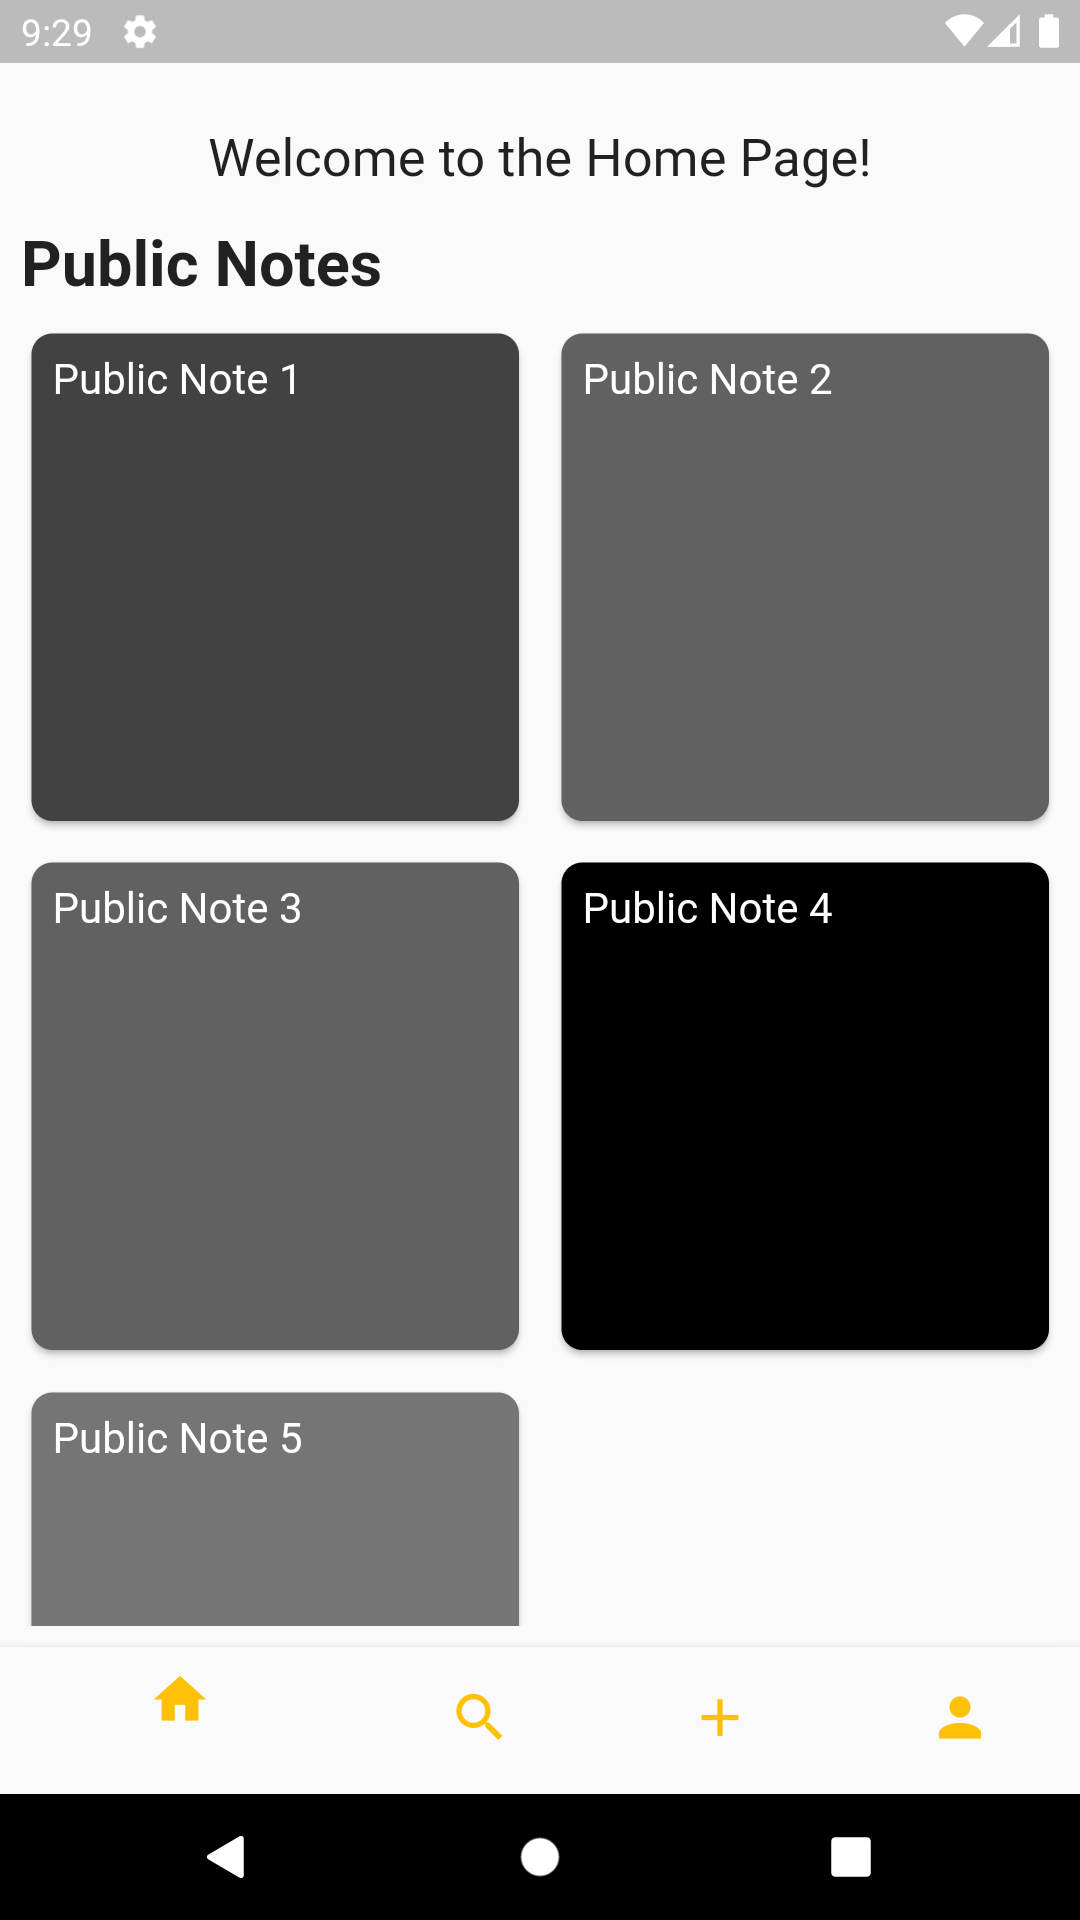 9:29
Welcome to the Home Page!
Public Notes
Public Note 1
Public Note 2
Public Note 3
Public Note 4
Public Note 5